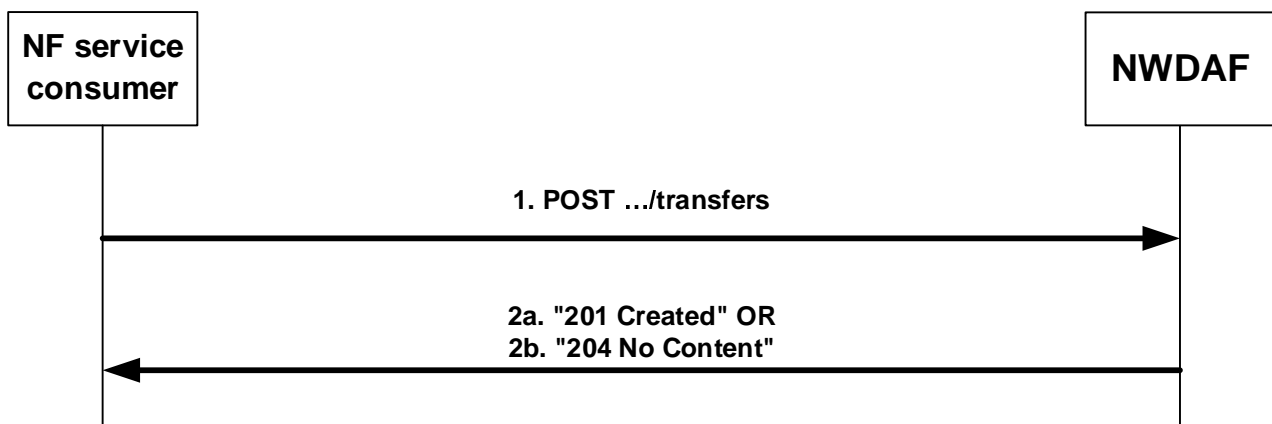 NF service
consumer
NWDAF
1. POST …/transfers
2a. "201 Created" OR
2b. "204 No Content"